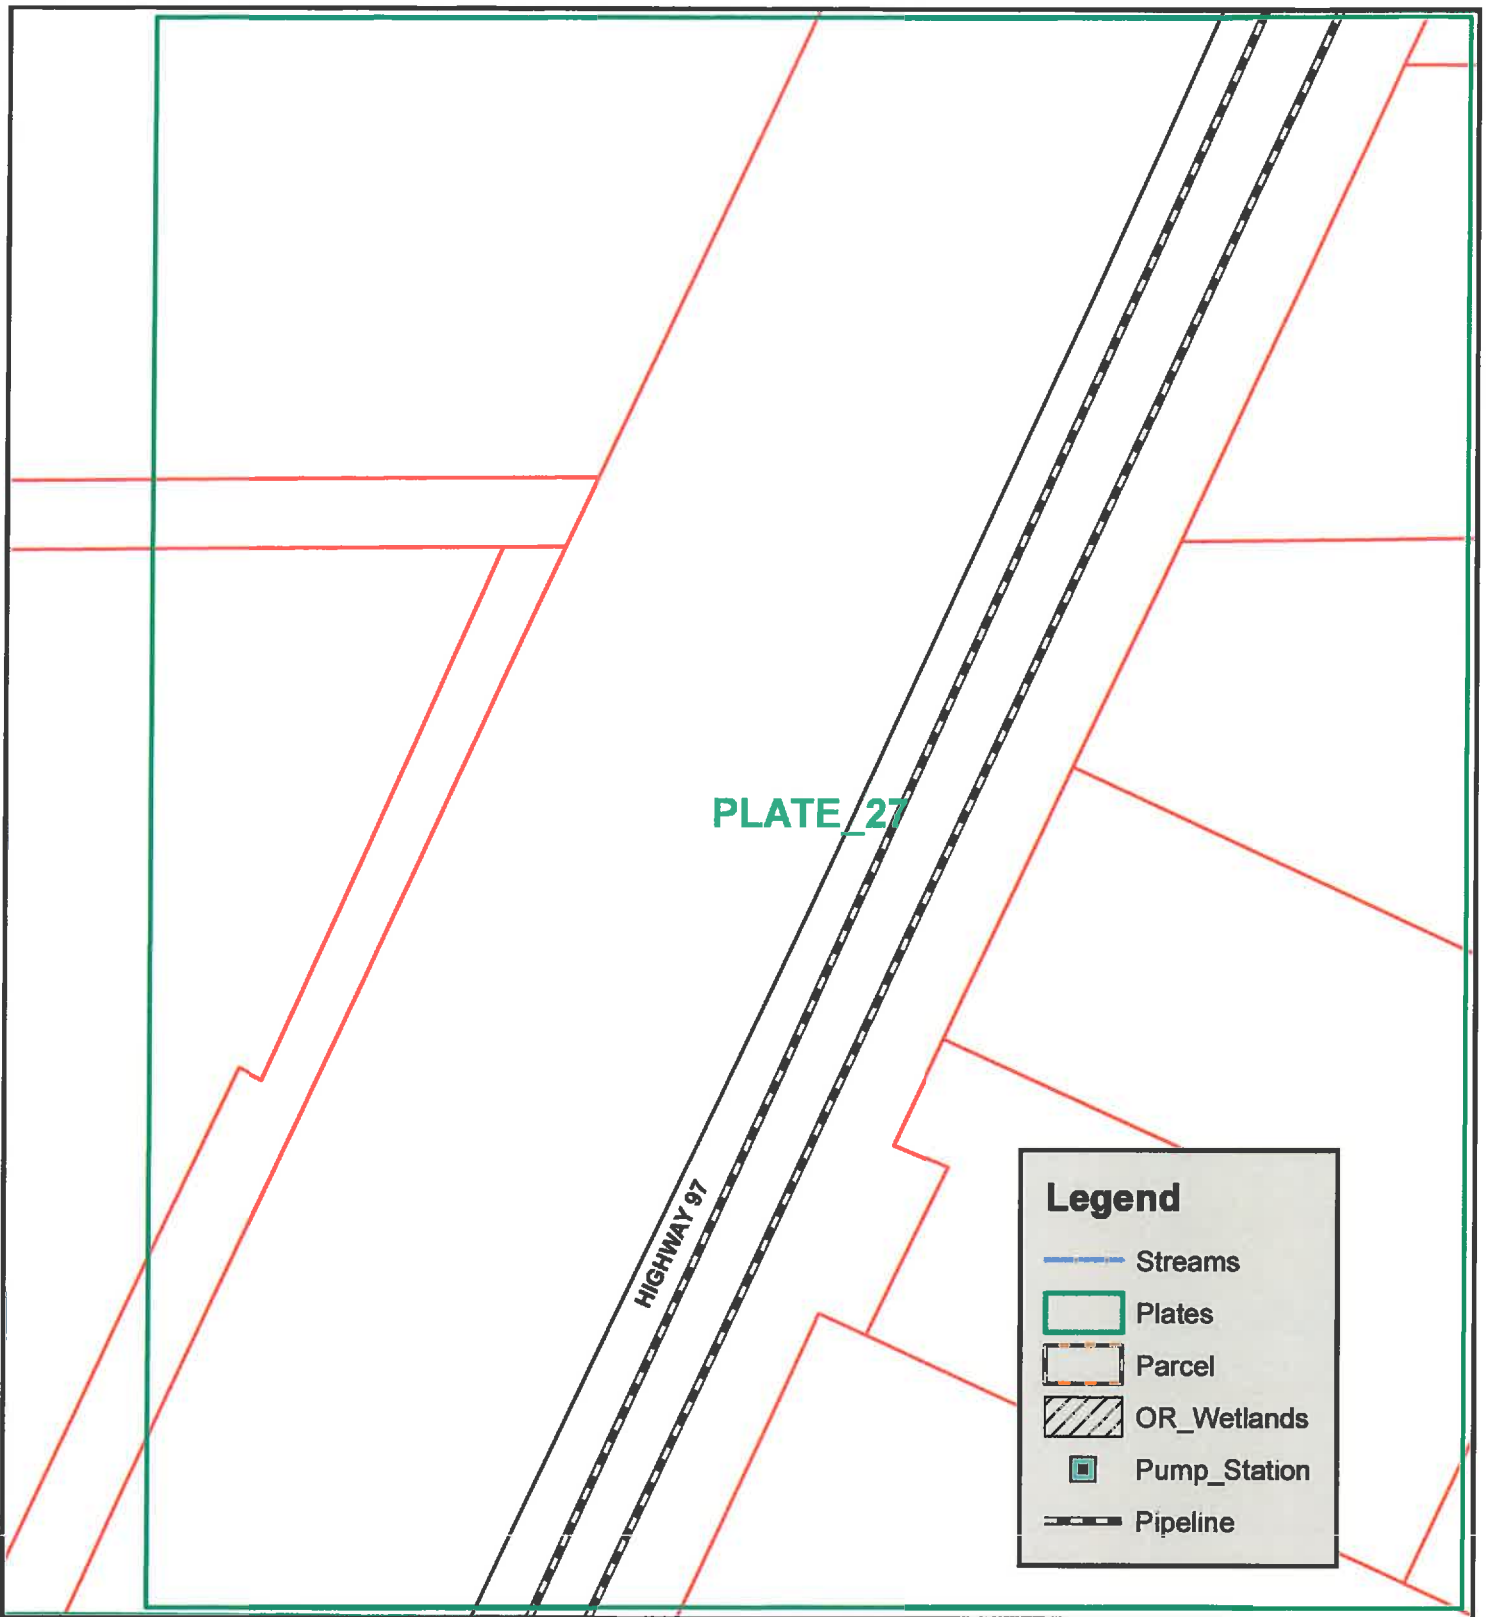 PLATE_27
HIGHWAY 97
Legend
Streams
Plates
Parcel
OR_Wetlands
Pump_Station
Pipeline